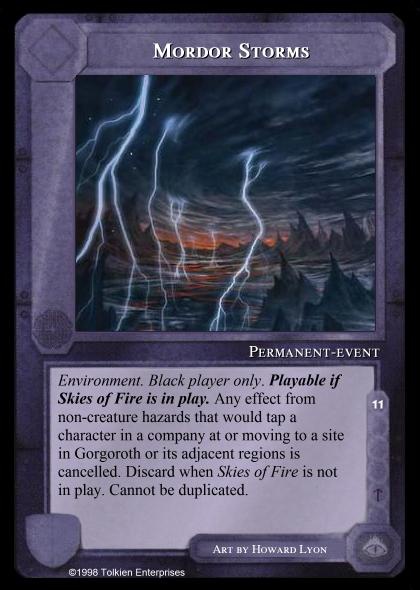 Mordor Storms
Permanent-event
Environment. Black player only. Playable if
Skies of Fire is in play. Any effect from
non-creature hazards that would tap a
character in a company at or moving to a site
in Gorgoroth or its adjacent regions is
cancelled. Discard when Skies of Fire is not
in play. Cannot be duplicated.
11
Art by Howard Lyon
©1998 Tolkien Enterprises